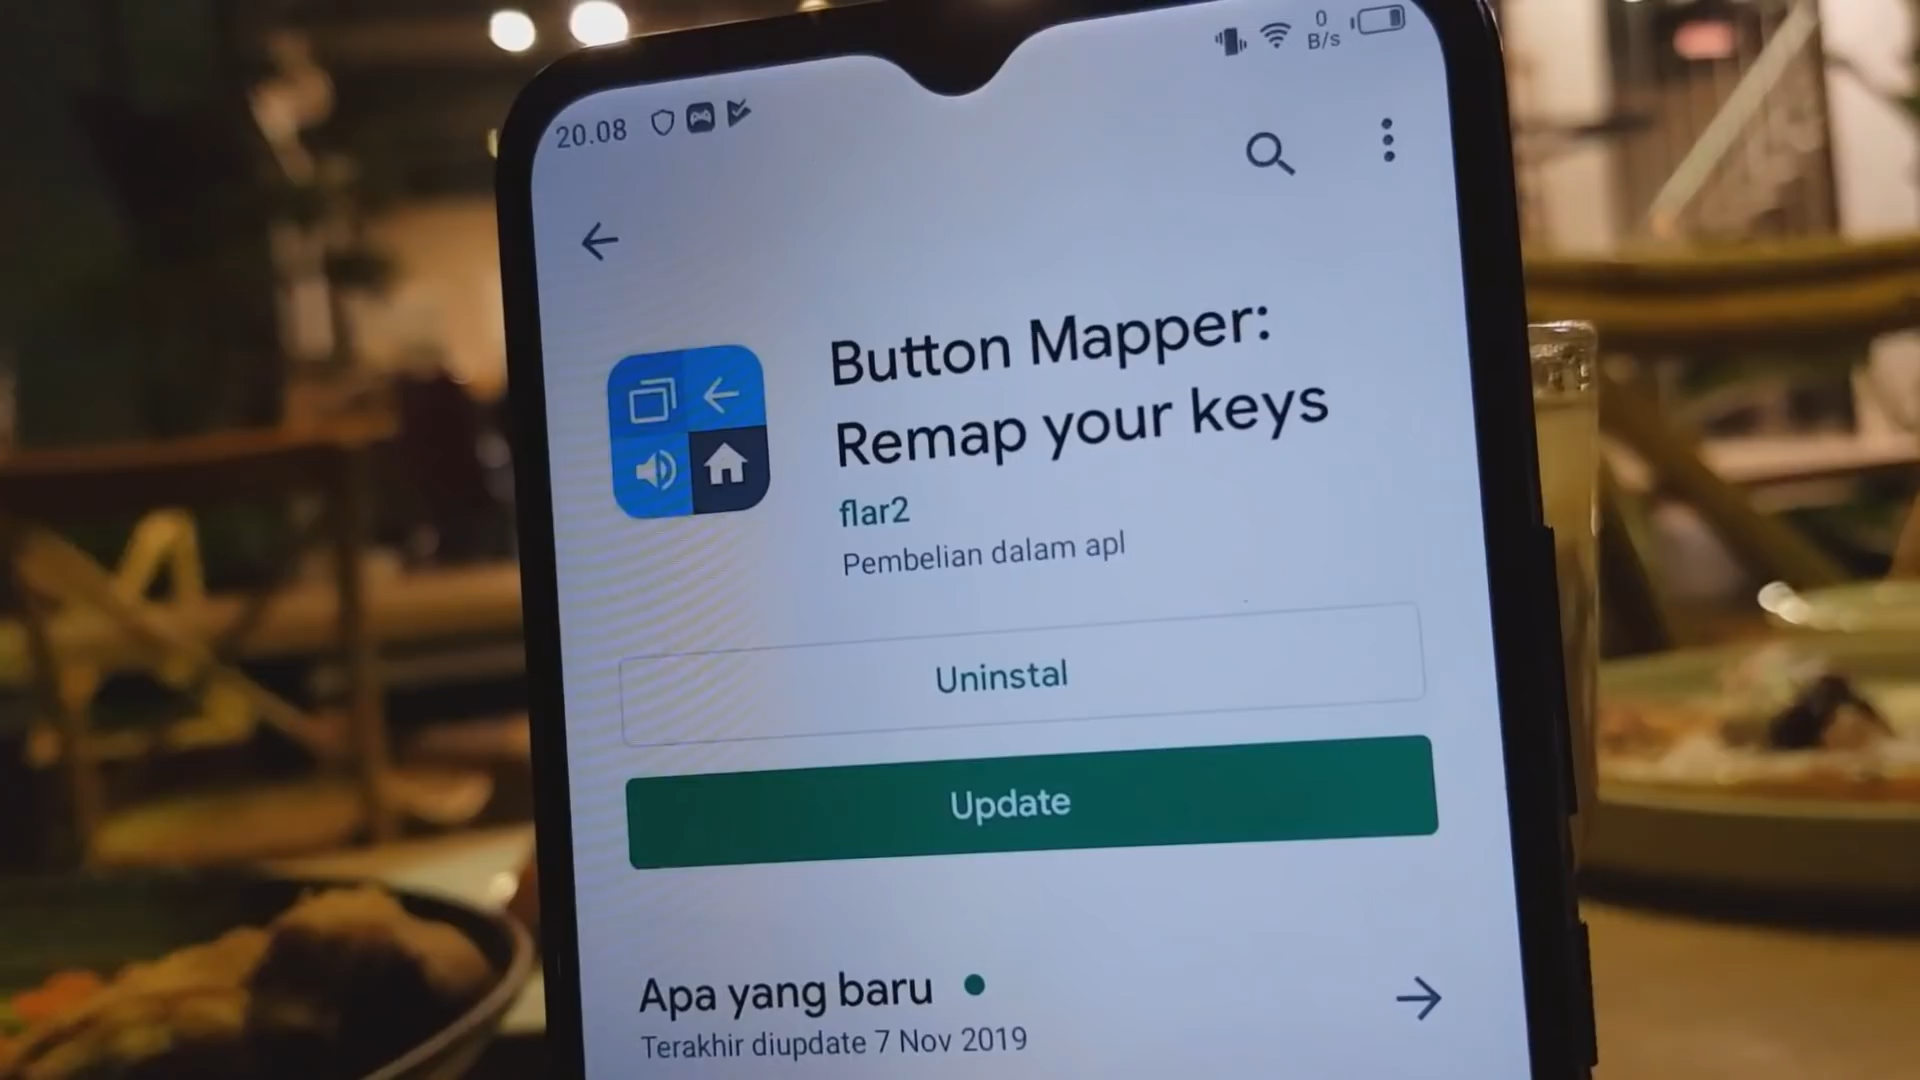 20.08
0
B/s
Button Mapper:
Remap your keys
flar2
Pembelian dalam apl
Uninstal
Update
Apa yang baru
Terakhir diupdate 7 Nov 2019